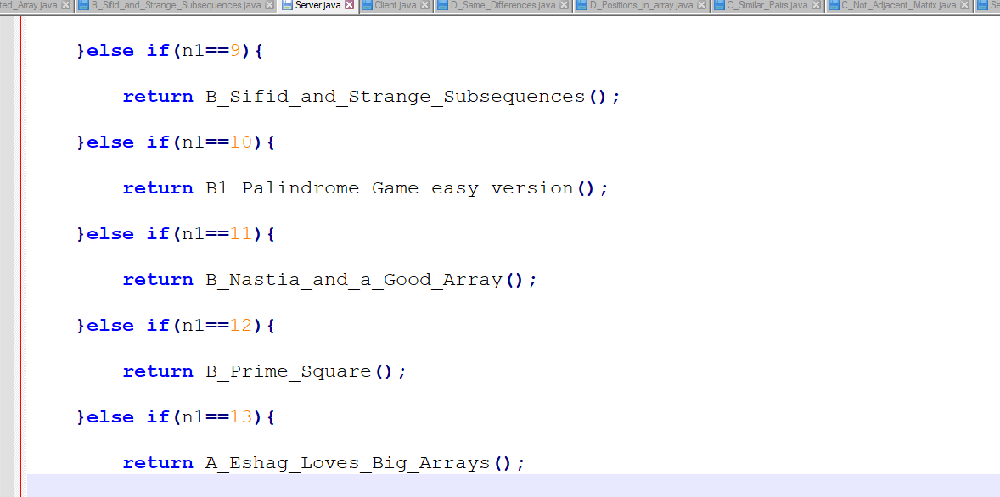 ted_Array.java B_Sifid_and_Strange_Subsequences.java Server.java Client.java D_Same_Differences.java D_Positions_in_array.java C_Similar_Pairs.java C_Not_Adjacent_Matrix.java Se
}else if(n1==9){
return B_Sifid_and_Strange_Subsequences();
}else if(n1==10){
return B1_Palindrome_Game_easy_version();
}else if(n1==11){
return B_Nastia_and_a_Good_Array();
}else if(n1==12){
return B_Prime_Square();
}else if(n1==13){
return A_Eshag_Loves_Big_Arrays();